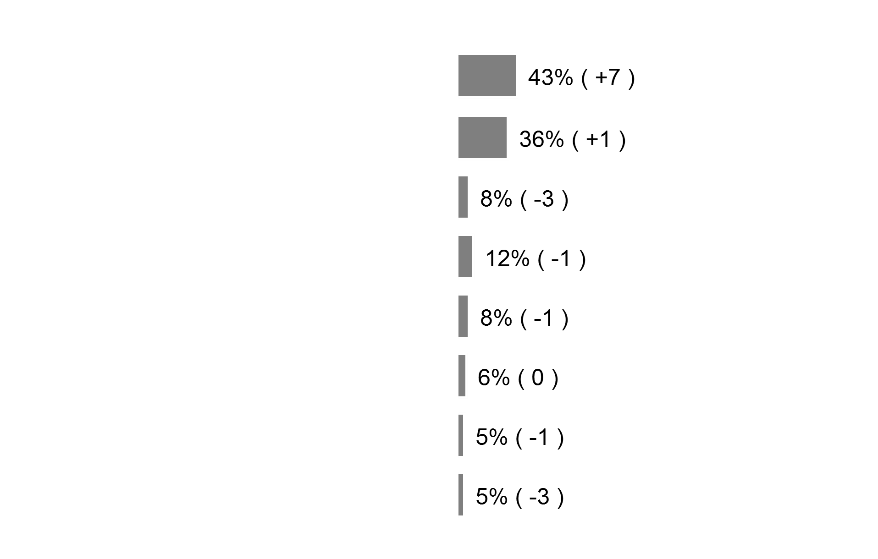 43% ( +7 )
36% ( +1 )
8% ( -3 )
12% ( -1 )
8% ( -1 )
6% ( 0 )
5% ( -1 )
5% ( -3 )